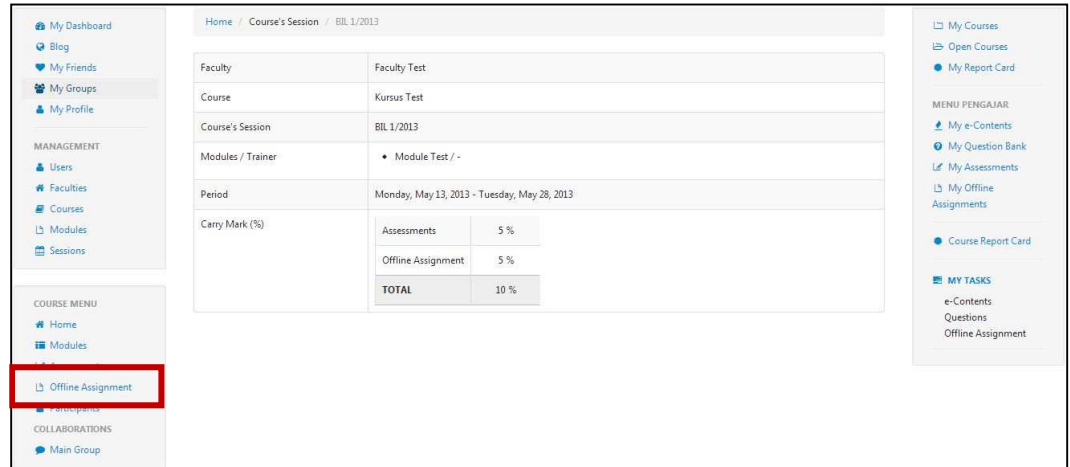 My Dashboard
Blog
My Friends
My Groups
My Profile
MANAGEMENT
Users
Faculties
Courses
Modules
Sessions
COURSE MENU
Home
Modules
Offline Assignment
Participants
COLLABORATIONS
Main Group
Home / Course's Session / BIL 1/2013
Faculty Faculty Test
Course Kursus Test
Course's Session BIL 1/2013
Modules / Trainer • Module Test / -
Period Monday, May 13, 2013 - Tuesday, May 28, 2013
Carry Mark (%)
Assessments 5 %
Offline Assignment 5 %
TOTAL 10 %
My Courses
Open Courses
My Report Card
MENU PENGAJAR
My e-Contents
My Question Bank
My Assessments
My Offline
Assignments
Course Report Card
MY TASKS
e-Contents
Questions
Offline Assignment